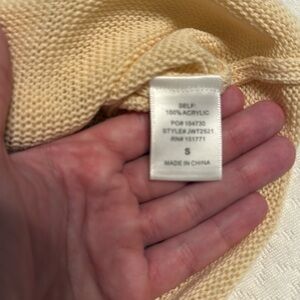 SELF:
100% ACRYLIC
PO# 104730
STYLE# JWT2521
RN# 151771
S
MADE IN CHINA